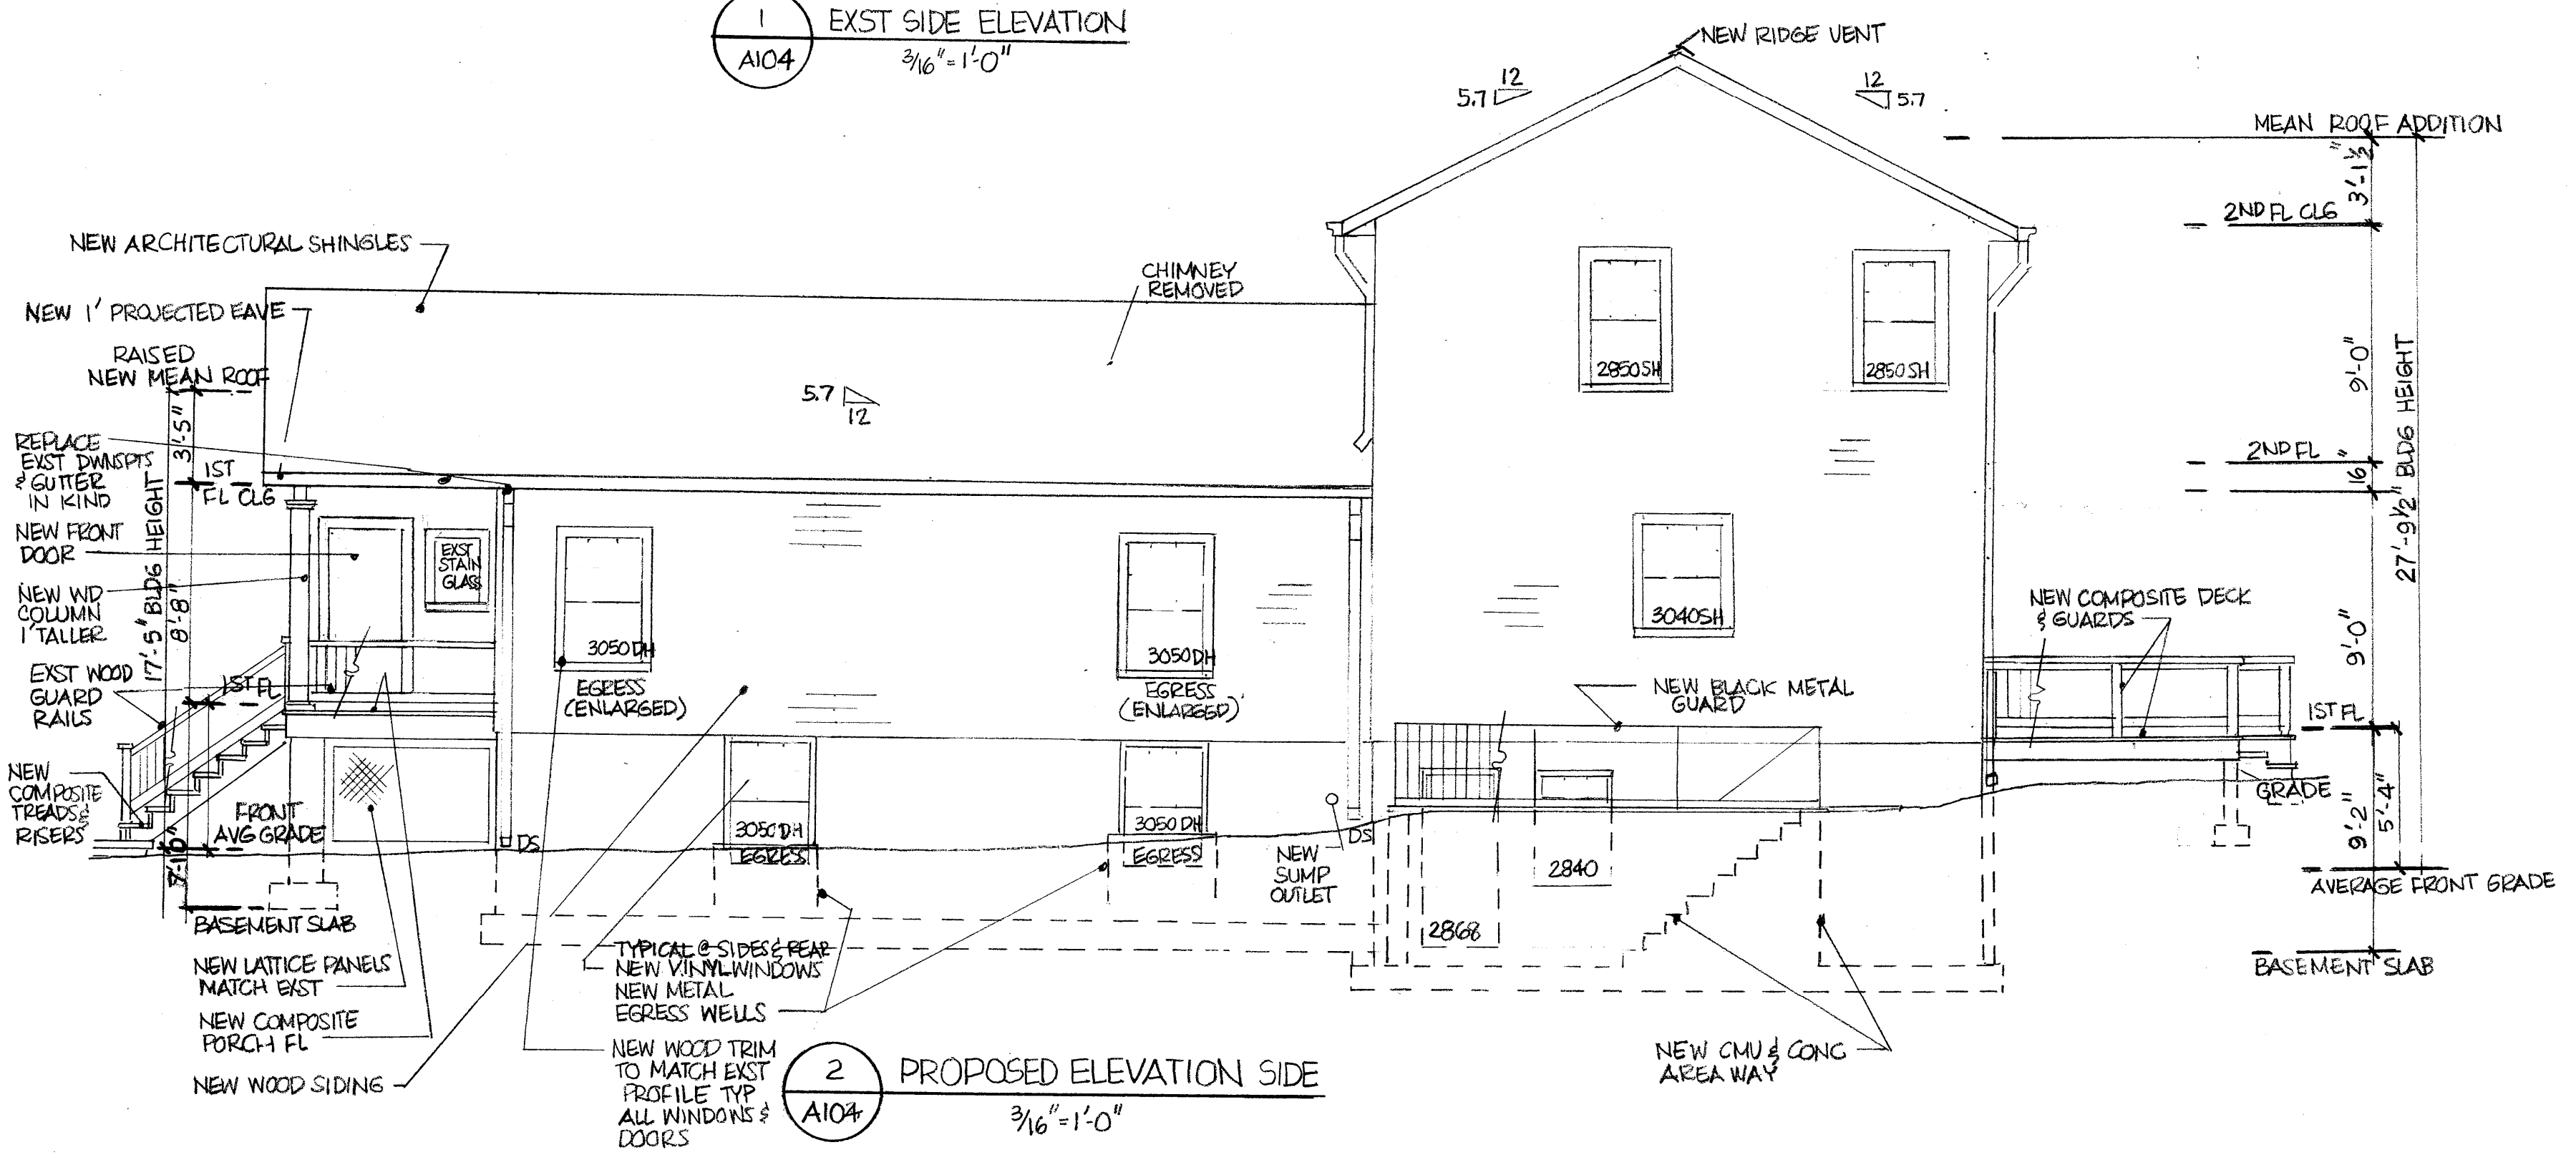 1
A104
EXST SIDE ELEVATION
3/16"=1'-0"
NEW RIDGE VENT
12
5.7
12
5.7
MEAN ROOF ADDITION
3'-1½"
2ND FL CLG
9'-0"
2ND FL
16"
27'-9½" BLDG HEIGHT
9'-0"
1ST FL
GRADE
9'-2"
5'-4"
AVERAGE FRONT GRADE
BASEMENT SLAB
NEW ARCHITECTURAL SHINGLES
CHIMNEY
REMOVED
NEW 1' PROJECTED EAVE
RAISED
NEW MEAN ROOF
5.7
12
3'-5"
REPLACE
EXST DWNSPTS
& GUTTER
IN KIND
1ST
FL CLG
17'-5" BLDG HEIGHT
8'-8"
NEW FRONT
DOOR
NEW WD
COLUMN
1' TALLER
EXST WOOD
GUARD
RAILS
1ST FL
NEW
COMPOSITE
TREADS &
RISERS
FRONT
AVG GRADE
BASEMENT SLAB
EXST
STAIN
GLASS
2850SH
2850SH
3040SH
3050DH
EGRESS
(ENLARGED)
3050DH
EGRESS
(ENLARGED)
NEW COMPOSITE DECK
& GUARDS
NEW BLACK METAL
GUARD
DS
3050DH
EGRESS
3050DH
EGRESS
DS
NEW
SUMP
OUTLET
2840
2868
NEW LATTICE PANELS
MATCH EXST
NEW COMPOSITE
PORCH FL
NEW WOOD SIDING
TYPICAL @ SIDES & REAR
NEW VINYL WINDOWS
NEW METAL
EGRESS WELLS
NEW WOOD TRIM
TO MATCH EXST
PROFILE TYP
ALL WINDOWS &
DOORS
NEW CMU & CONC
AREA WAY
2
A104
PROPOSED ELEVATION SIDE
3/16"=1'-0"